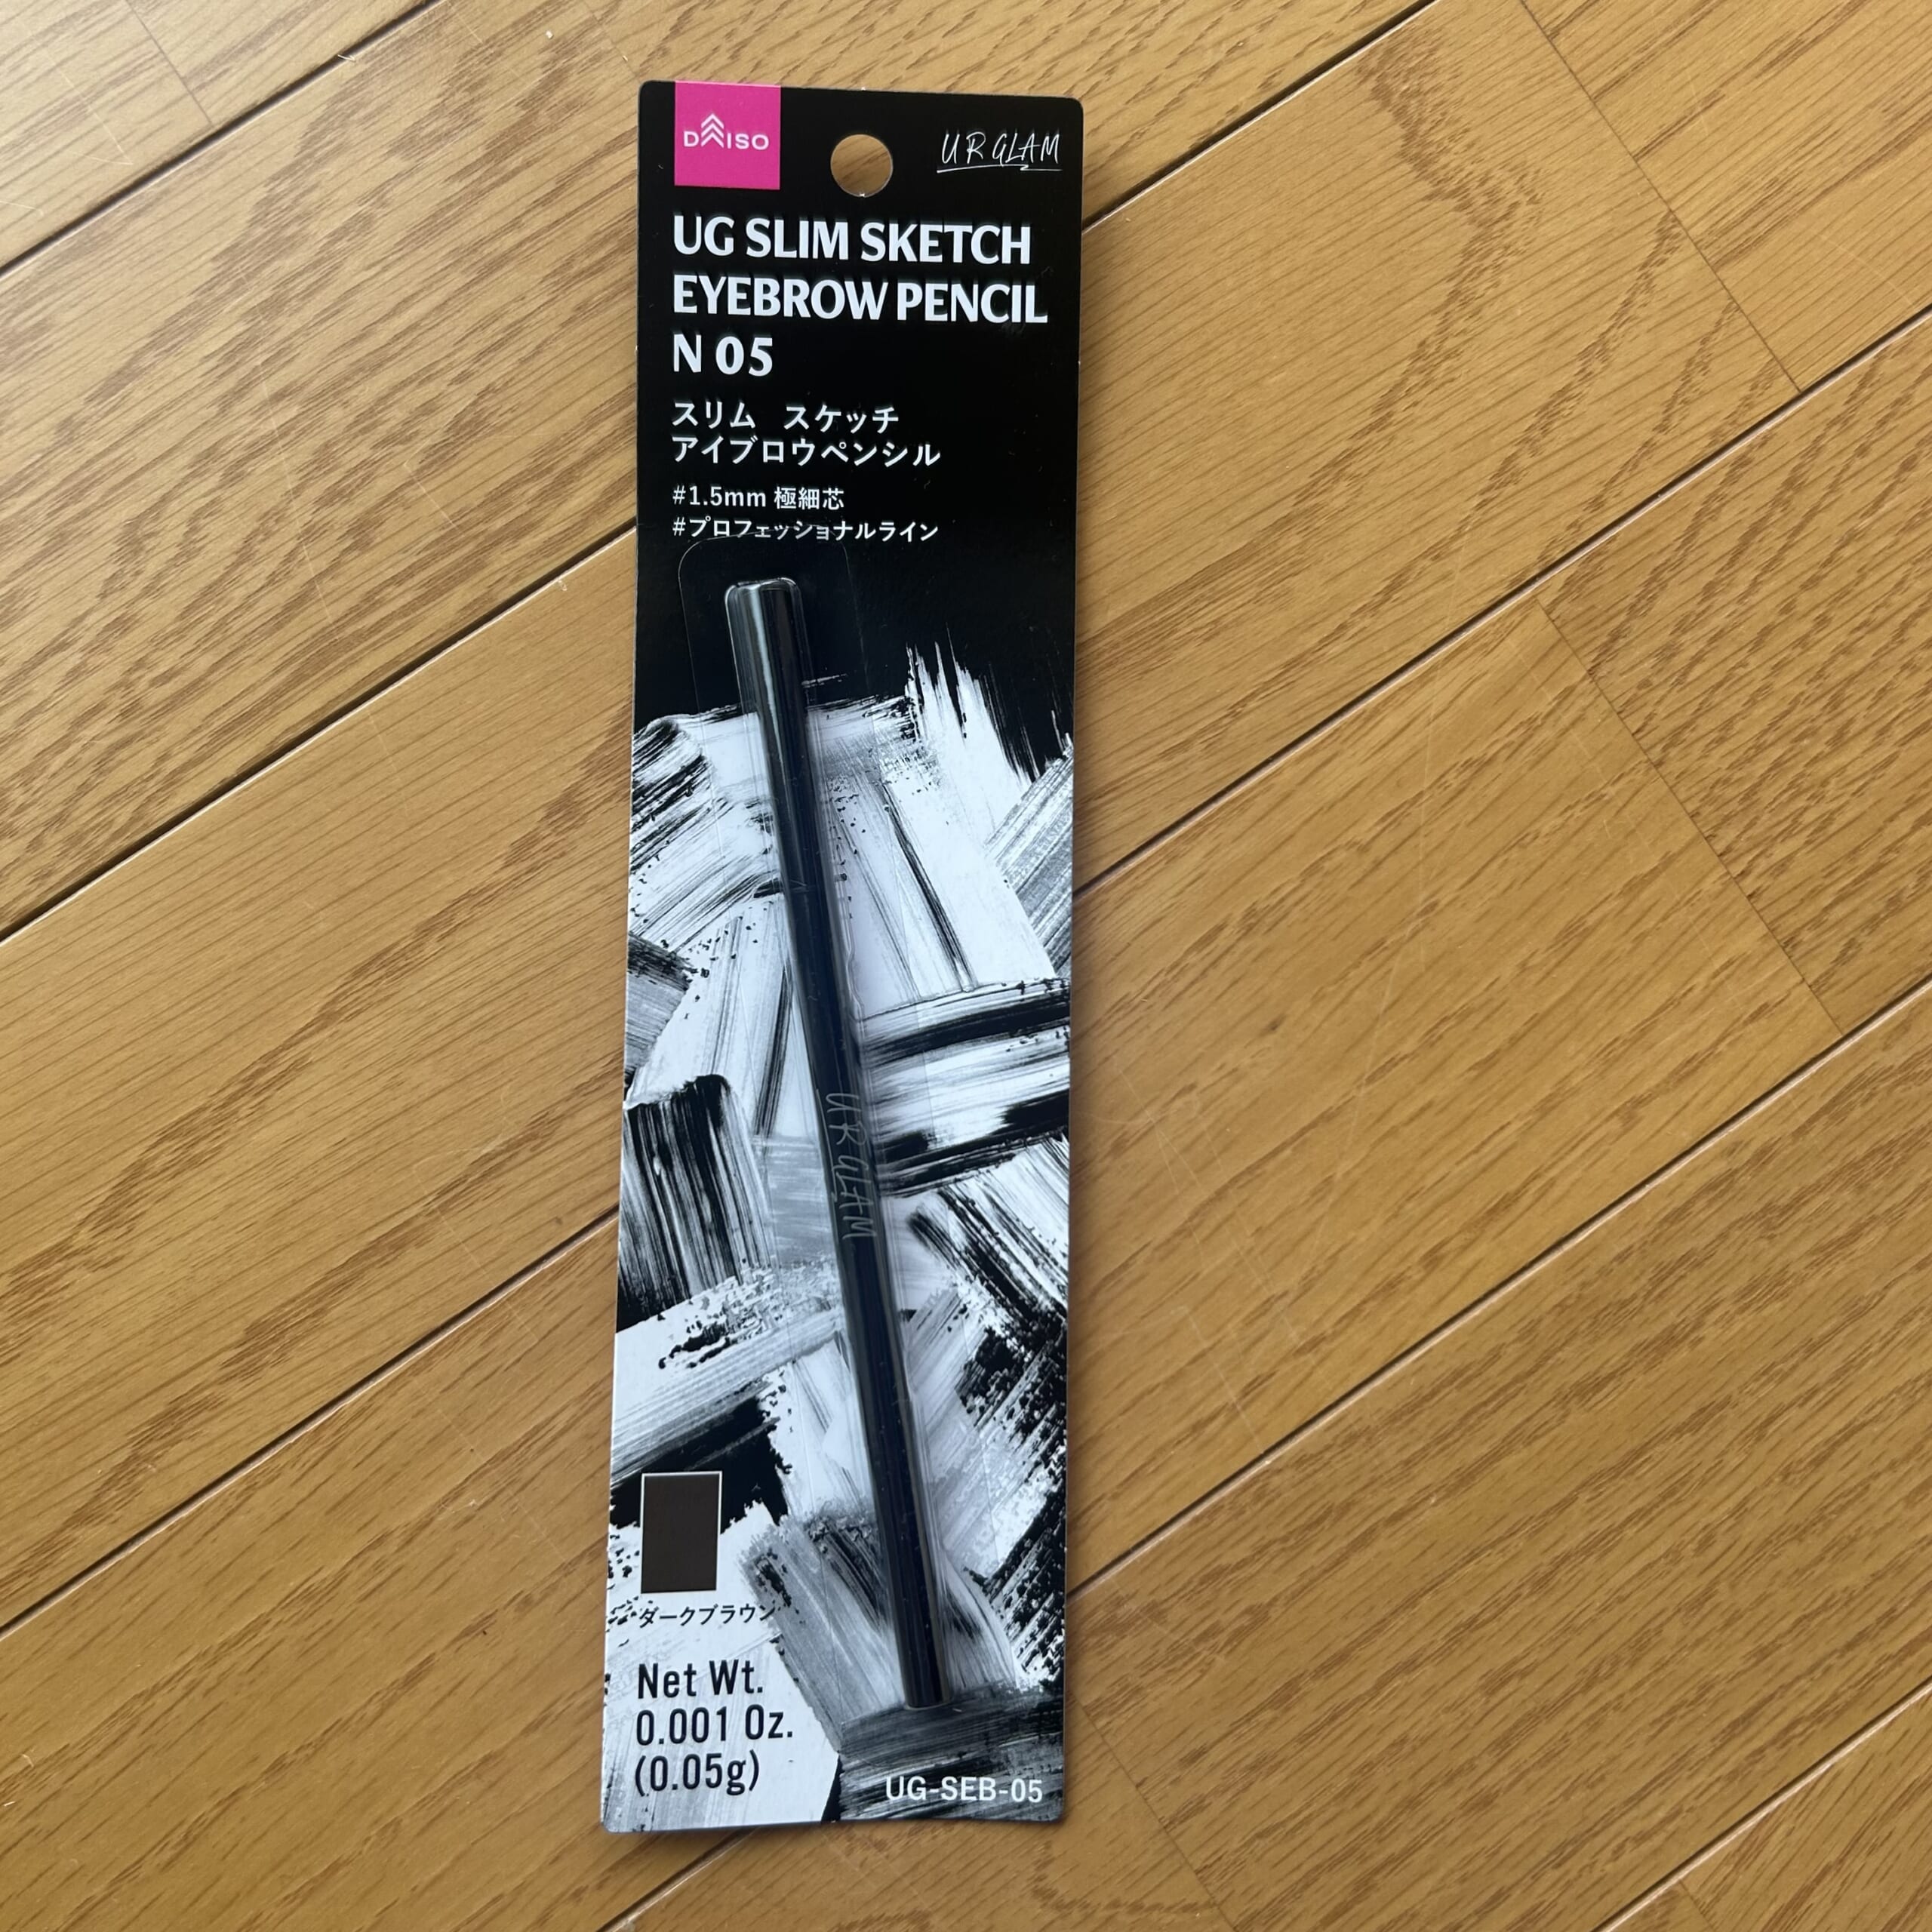 DAISO
UR GLAM
UG SLIM SKETCH
EYEBROW PENCIL
N 05
スリム スケッチ
アイブロウペンシル
#1.5mm 極細芯
#プロフェッショナルライン
UR GLAM
ダークブラウン
Net Wt.
0.001 Oz.
(0.05g)
UG-SEB-05